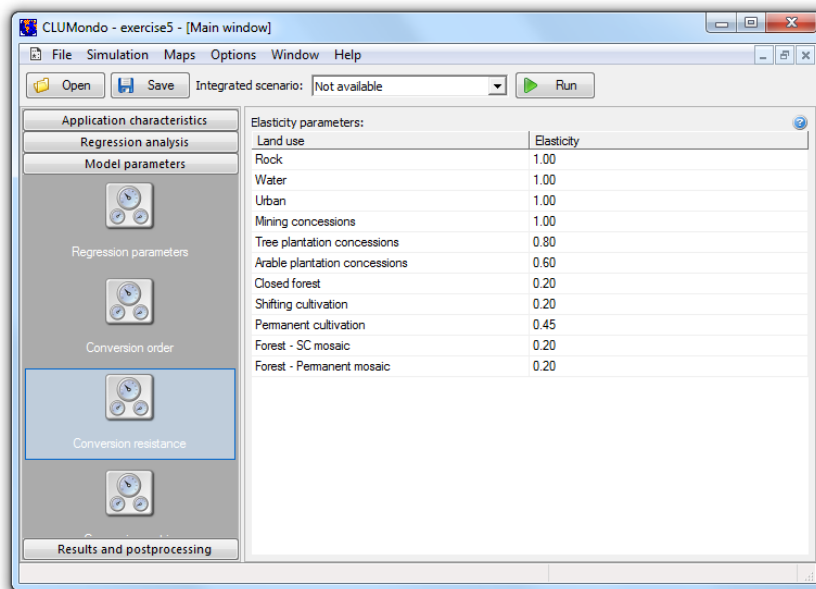 CLUMondo - exercise5 - [Main window]
File Simulation Maps Options Window Help
Open Save Integrated scenario: Not available Run
Application characteristics
Regression analysis
Model parameters
Regression parameters
Conversion order
Conversion resistance
Results and postprocessing
Elasticity parameters:
Land use Elasticity
Rock 1.00
Water 1.00
Urban 1.00
Mining concessions 1.00
Tree plantation concessions 0.80
Arable plantation concessions 0.60
Closed forest 0.20
Shifting cultivation 0.20
Permanent cultivation 0.45
Forest - SC mosaic 0.20
Forest - Permanent mosaic 0.20